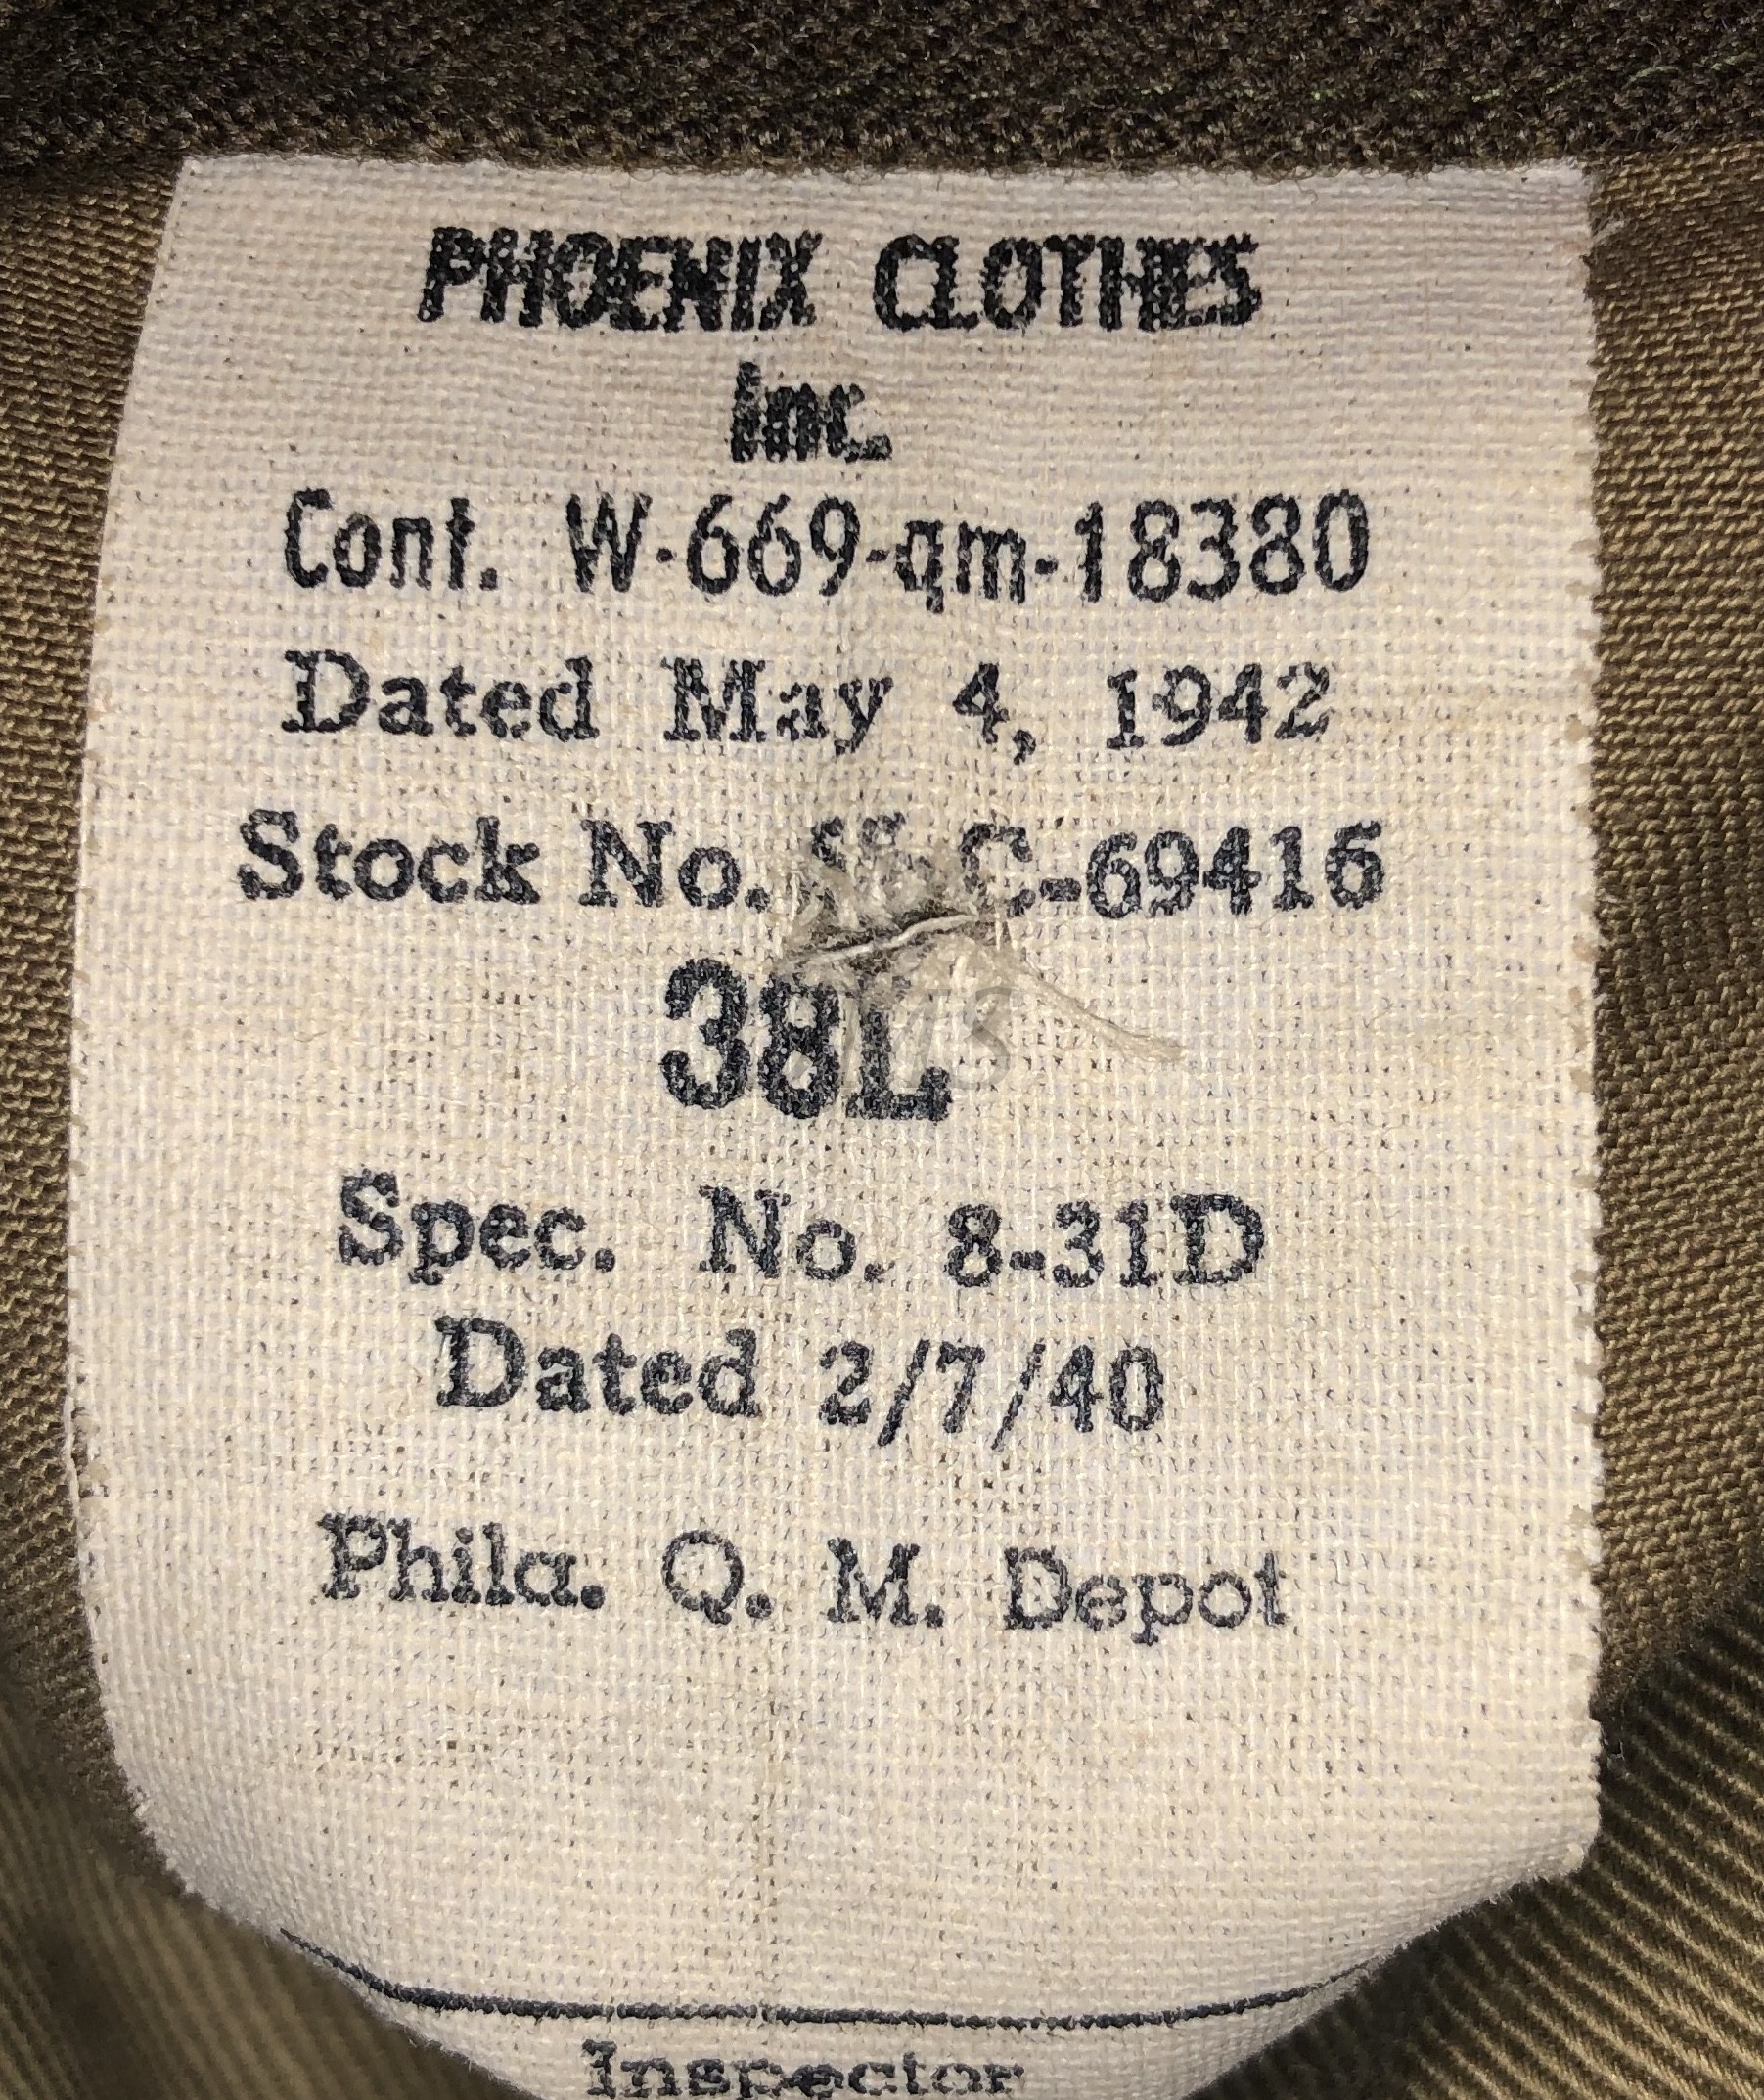 PHOENIX CLOTHES
Inc.
Cont. W-669-qm-18380
Dated May 4, 1942
Stock No. C-69416
38L
Spec. No. 8-31D
Dated 2/7/40
Phila. Q. M. Depot
Inspector